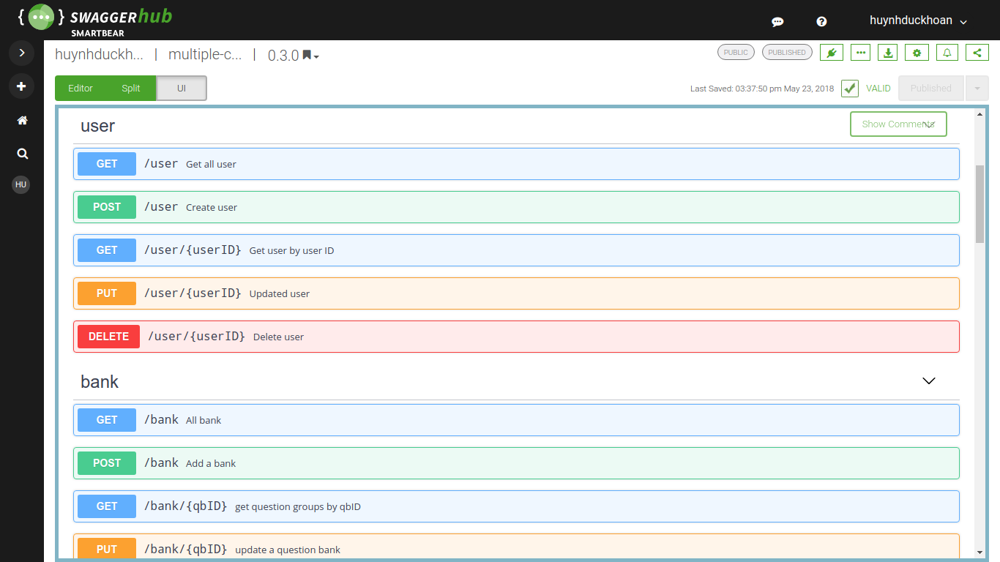 { ••• } SWAGGERhub
SMARTBEAR
huynhduckhoan
huynhduckh... | multiple-c... | 0.3.0
PUBLIC PUBLISHED
Editor Split UI
Last Saved: 03:37:50 pm May 23, 2018 VALID Published
HU
user
Show Comments
GET /user Get all user
POST /user Create user
GET /user/{userID} Get user by user ID
PUT /user/{userID} Updated user
DELETE /user/{userID} Delete user
bank
GET /bank All bank
POST /bank Add a bank
GET /bank/{qbID} get question groups by qbID
PUT /bank/{qbID} update a question bank